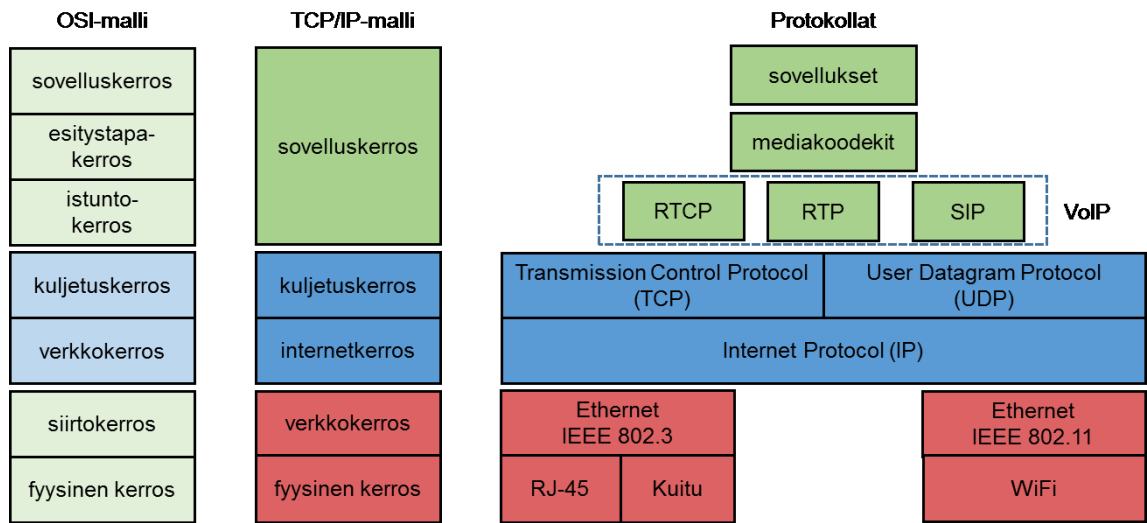 OSI-malli
TCP/IP-malli
Protokollat
sovelluskerros
esitystapa-
kerros
istunto-
kerros
kuljetuskerros
verkkokerros
siirtokerros
fyysinen kerros
sovelluskerros
kuljetuskerros
internetkerros
verkkokerros
fyysinen kerros
sovellukset
mediakoodekit
RTCP
RTP
SIP
VoIP
Transmission Control Protocol
(TCP)
User Datagram Protocol
(UDP)
Internet Protocol (IP)
Ethernet
IEEE 802.3
Ethernet
IEEE 802.11
RJ-45
Kuitu
WiFi